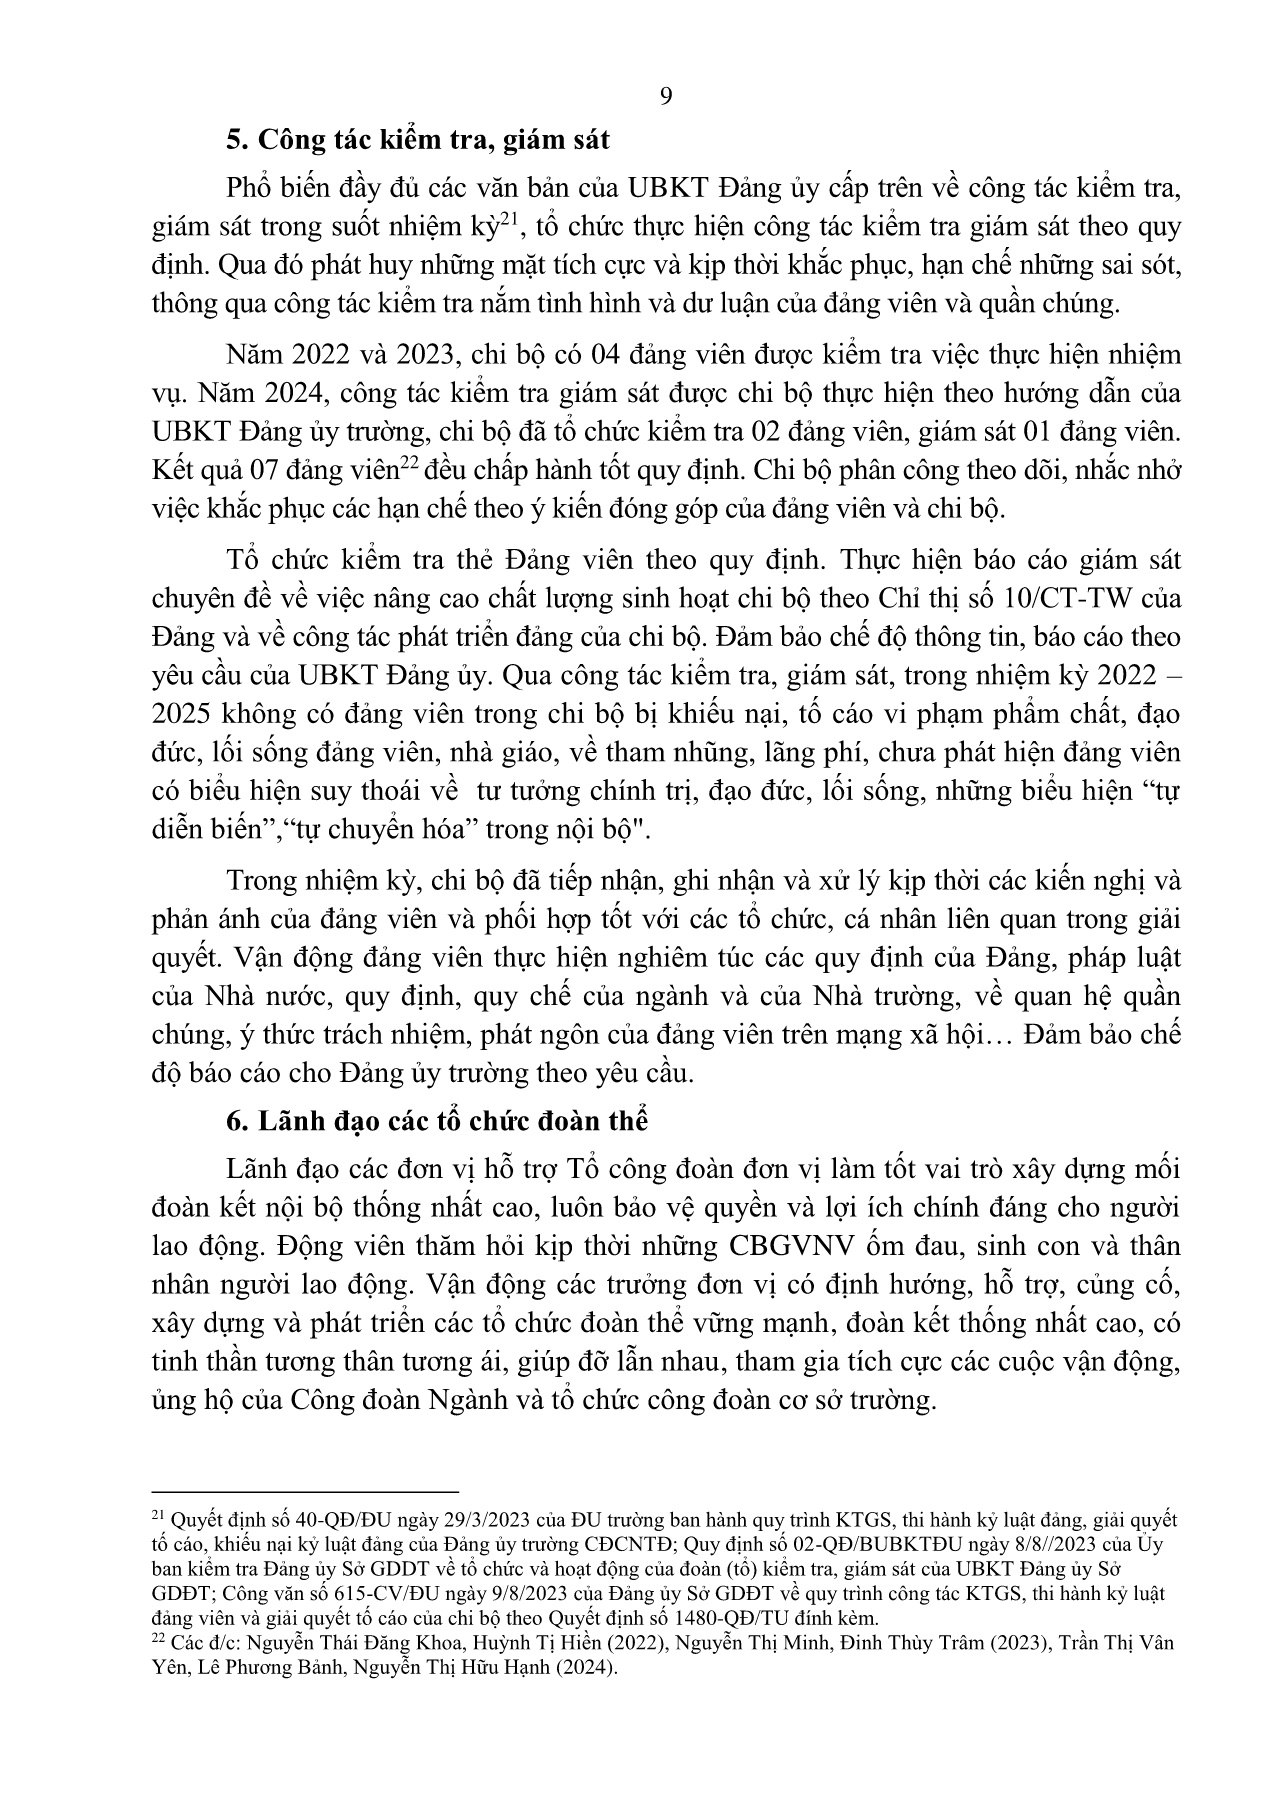 9
5. Công tác kiểm tra, giám sát
Phổ biến đầy đủ các văn bản của UBKT Đảng ủy cấp trên về công tác kiểm tra,
giám sát trong suốt nhiệm kỳ21, tổ chức thực hiện công tác kiểm tra giám sát theo quy
định. Qua đó phát huy những mặt tích cực và kịp thời khắc phục, hạn chế những sai sót,
thông qua công tác kiểm tra nắm tình hình và dư luận của đảng viên và quần chúng.
Năm 2022 và 2023, chi bộ có 04 đảng viên được kiểm tra việc thực hiện nhiệm
vụ. Năm 2024, công tác kiểm tra giám sát được chi bộ thực hiện theo hướng dẫn của
UBKT Đảng ủy trường, chi bộ đã tổ chức kiểm tra 02 đảng viên, giám sát 01 đảng viên.
Kết quả 07 đảng viên22 đều chấp hành tốt quy định. Chi bộ phân công theo dõi, nhắc nhở
việc khắc phục các hạn chế theo ý kiến đóng góp của đảng viên và chi bộ.
Tổ chức kiểm tra thẻ Đảng viên theo quy định. Thực hiện báo cáo giám sát
chuyên đề về việc nâng cao chất lượng sinh hoạt chi bộ theo Chỉ thị số 10/CT-TW của
Đảng và về công tác phát triển đảng của chi bộ. Đảm bảo chế độ thông tin, báo cáo theo
yêu cầu của UBKT Đảng ủy. Qua công tác kiểm tra, giám sát, trong nhiệm kỳ 2022 –
2025 không có đảng viên trong chi bộ bị khiếu nại, tố cáo vi phạm phẩm chất, đạo
đức, lối sống đảng viên, nhà giáo, về tham nhũng, lãng phí, chưa phát hiện đảng viên
có biểu hiện suy thoái về  tư tưởng chính trị, đạo đức, lối sống, những biểu hiện “tự
diễn biến”,“tự chuyển hóa” trong nội bộ".
Trong nhiệm kỳ, chi bộ đã tiếp nhận, ghi nhận và xử lý kịp thời các kiến nghị và
phản ánh của đảng viên và phối hợp tốt với các tổ chức, cá nhân liên quan trong giải
quyết. Vận động đảng viên thực hiện nghiêm túc các quy định của Đảng, pháp luật
của Nhà nước, quy định, quy chế của ngành và của Nhà trường, về quan hệ quần
chúng, ý thức trách nhiệm, phát ngôn của đảng viên trên mạng xã hội… Đảm bảo chế
độ báo cáo cho Đảng ủy trường theo yêu cầu.
6. Lãnh đạo các tổ chức đoàn thể
Lãnh đạo các đơn vị hỗ trợ Tổ công đoàn đơn vị làm tốt vai trò xây dựng mối
đoàn kết nội bộ thống nhất cao, luôn bảo vệ quyền và lợi ích chính đáng cho người
lao động. Động viên thăm hỏi kịp thời những CBGVNV ốm đau, sinh con và thân
nhân người lao động. Vận động các trưởng đơn vị có định hướng, hỗ trợ, củng cố,
xây dựng và phát triển các tổ chức đoàn thể vững mạnh, đoàn kết thống nhất cao, có
tinh thần tương thân tương ái, giúp đỡ lẫn nhau, tham gia tích cực các cuộc vận động,
ủng hộ của Công đoàn Ngành và tổ chức công đoàn cơ sở trường.
21 Quyết định số 40-QĐ/ĐU ngày 29/3/2023 của ĐU trường ban hành quy trình KTGS, thi hành kỷ luật đảng, giải quyết
tố cáo, khiếu nại kỷ luật đảng của Đảng ủy trường CĐCNTĐ; Quy định số 02-QĐ/BUBKTĐU ngày 8/8//2023 của Ủy
ban kiểm tra Đảng ủy Sở GDDT về tổ chức và hoạt động của đoàn (tổ) kiểm tra, giám sát của UBKT Đảng ủy Sở
GDĐT; Công văn số 615-CV/ĐU ngày 9/8/2023 của Đảng ủy Sở GDĐT về quy trình công tác KTGS, thi hành kỷ luật
đảng viên và giải quyết tố cáo của chi bộ theo Quyết định số 1480-QĐ/TU đính kèm.
22 Các đ/c: Nguyễn Thái Đăng Khoa, Huỳnh Tị Hiền (2022), Nguyễn Thị Minh, Đinh Thùy Trâm (2023), Trần Thị Vân
Yên, Lê Phương Bảnh, Nguyễn Thị Hữu Hạnh (2024).